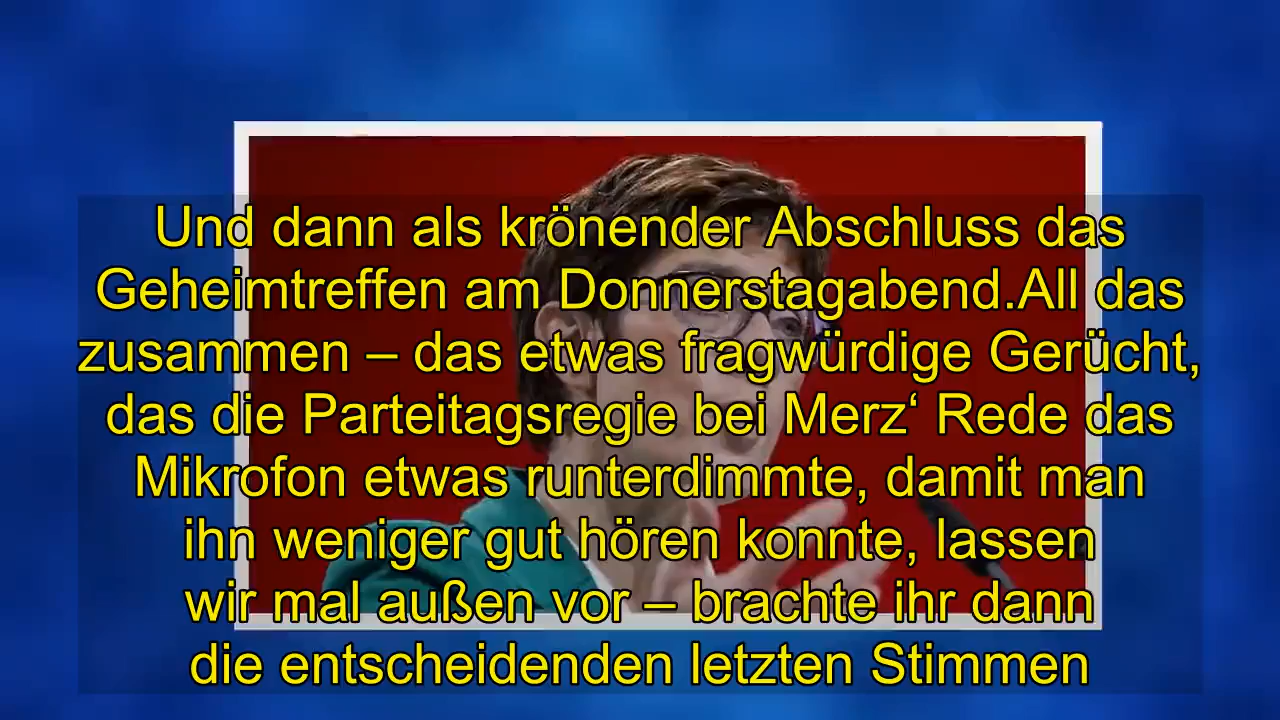 Und dann als krönender Abschluss das
Geheimtreffen am Donnerstagabend.All das
zusammen – das etwas fragwürdige Gerücht,
das die Parteitagsregie bei Merz‘ Rede das
Mikrofon etwas runterdimmte, damit man
ihn weniger gut hören konnte, lassen
wir mal außen vor – brachte ihr dann
die entscheidenden letzten Stimmen